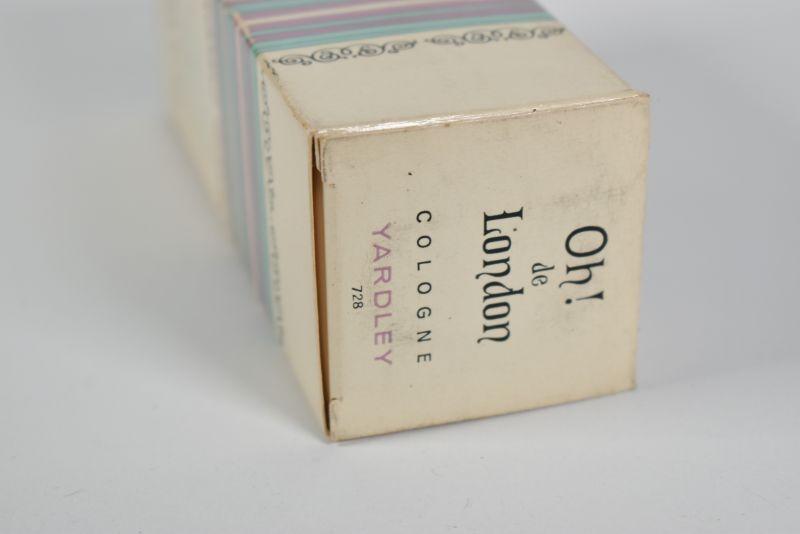 Oh!
de
London
COLOGNE
YARDLEY
728